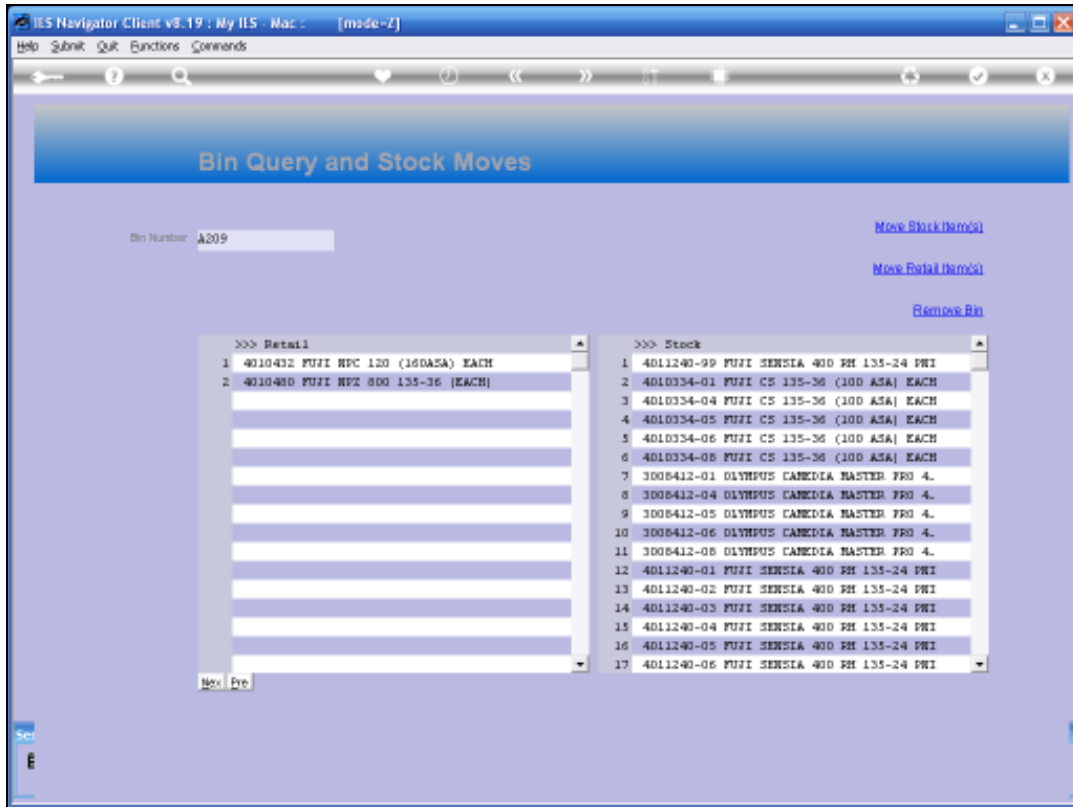 IES Navigator Client v8.19 : My IES - Mac : [mode=Z]
Help Submit Quit Functions Commands
Bin Query and Stock Moves
Bin Number A209
Move Stock Item(s)
Move Retail Item(s)
Remove Bin
>>> Retail
1 4010432 FUJI NPC 120 (160ASA) EACH
2 4010480 FUJI NPZ 800 135-36 (EACH)
>>> Stock
1 4011240-99 FUJI SENSIA 400 RH 135-24 PNI
2 4010334-01 FUJI CS 135-36 (100 ASA) EACH
3 4010334-04 FUJI CS 135-36 (100 ASA) EACH
4 4010334-05 FUJI CS 135-36 (100 ASA) EACH
5 4010334-06 FUJI CS 135-36 (100 ASA) EACH
6 4010334-08 FUJI CS 135-36 (100 ASA) EACH
7 3008412-01 OLYMPUS CAMEDIA MASTER PRO 4.
8 3008412-04 OLYMPUS CAMEDIA MASTER PRO 4.
9 3008412-05 OLYMPUS CAMEDIA MASTER PRO 4.
10 3008412-06 OLYMPUS CAMEDIA MASTER PRO 4.
11 3008412-08 OLYMPUS CAMEDIA MASTER PRO 4.
12 4011240-01 FUJI SENSIA 400 RH 135-24 PNI
13 4011240-02 FUJI SENSIA 400 RH 135-24 PNI
14 4011240-03 FUJI SENSIA 400 RH 135-24 PNI
15 4011240-04 FUJI SENSIA 400 RH 135-24 PNI
16 4011240-05 FUJI SENSIA 400 RH 135-24 PNI
17 4011240-06 FUJI SENSIA 400 RH 135-24 PNI
Nex Pre